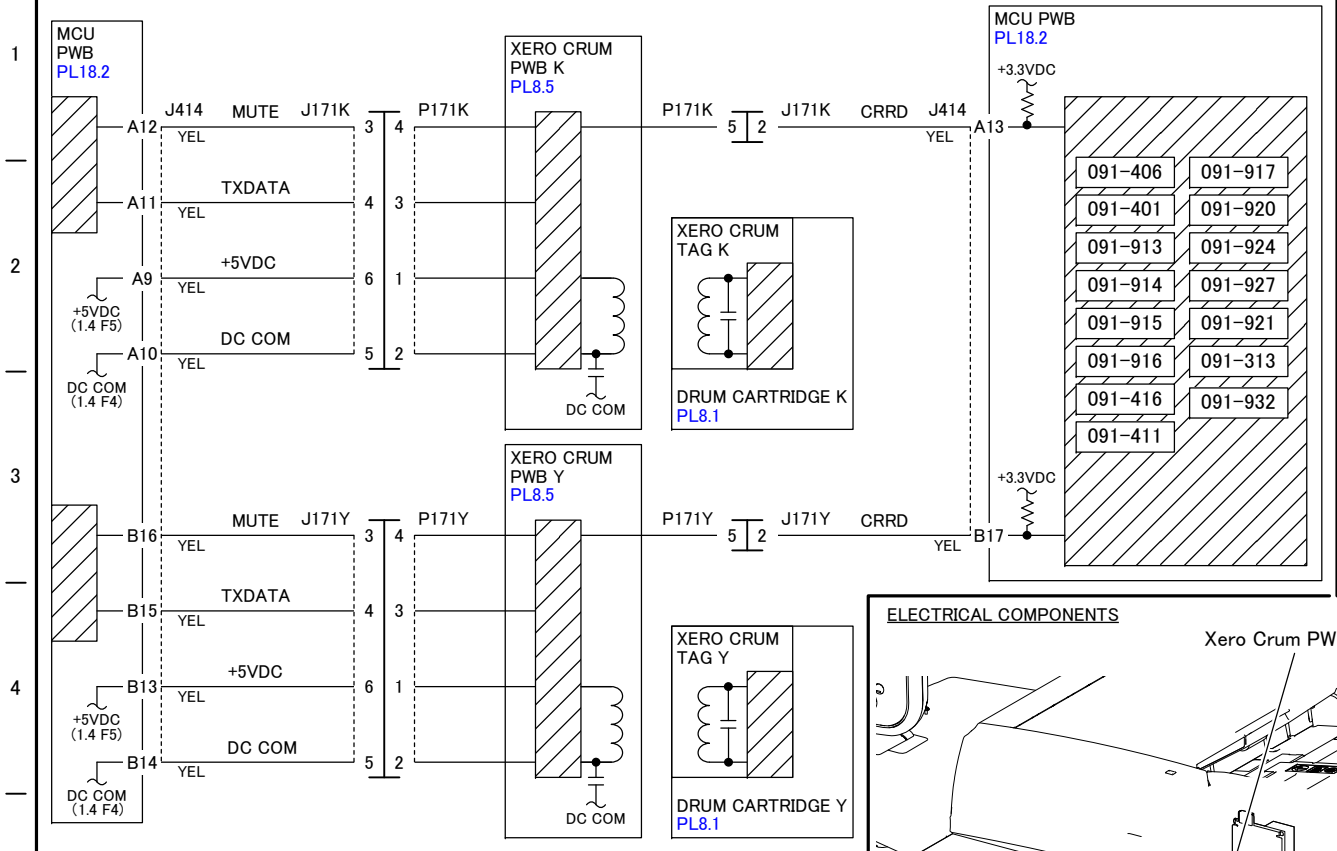 1
2
3
4
MCU
PWB
PL18.2
A12
J414
YEL
MUTE
J171K
3
4
P171K
A11
YEL
TXDATA
4
3
A9
YEL
+5VDC
6
1
+5VDC
(1.4 F5)
A10
YEL
DC COM
5
2
DC COM
(1.4 F4)
XERO CRUM
PWB K
PL8.5
DC COM
P171K
5
2
J171K
CRRD
J414
YEL
A13
XERO CRUM
TAG K
DRUM CARTRIDGE K
PL8.1
MCU PWB
PL18.2
+3.3VDC
091-406
091-917
091-401
091-920
091-913
091-924
091-914
091-927
091-915
091-921
091-916
091-313
091-416
091-932
091-411
+3.3VDC
B16
YEL
MUTE
J171Y
3
4
P171Y
B15
YEL
TXDATA
4
3
B13
YEL
+5VDC
6
1
+5VDC
(1.4 F5)
B14
YEL
DC COM
5
2
DC COM
(1.4 F4)
XERO CRUM
PWB Y
PL8.5
DC COM
P171Y
5
2
J171Y
CRRD
YEL
B17
XERO CRUM
TAG Y
DRUM CARTRIDGE Y
PL8.1
ELECTRICAL COMPONENTS
Xero Crum PW